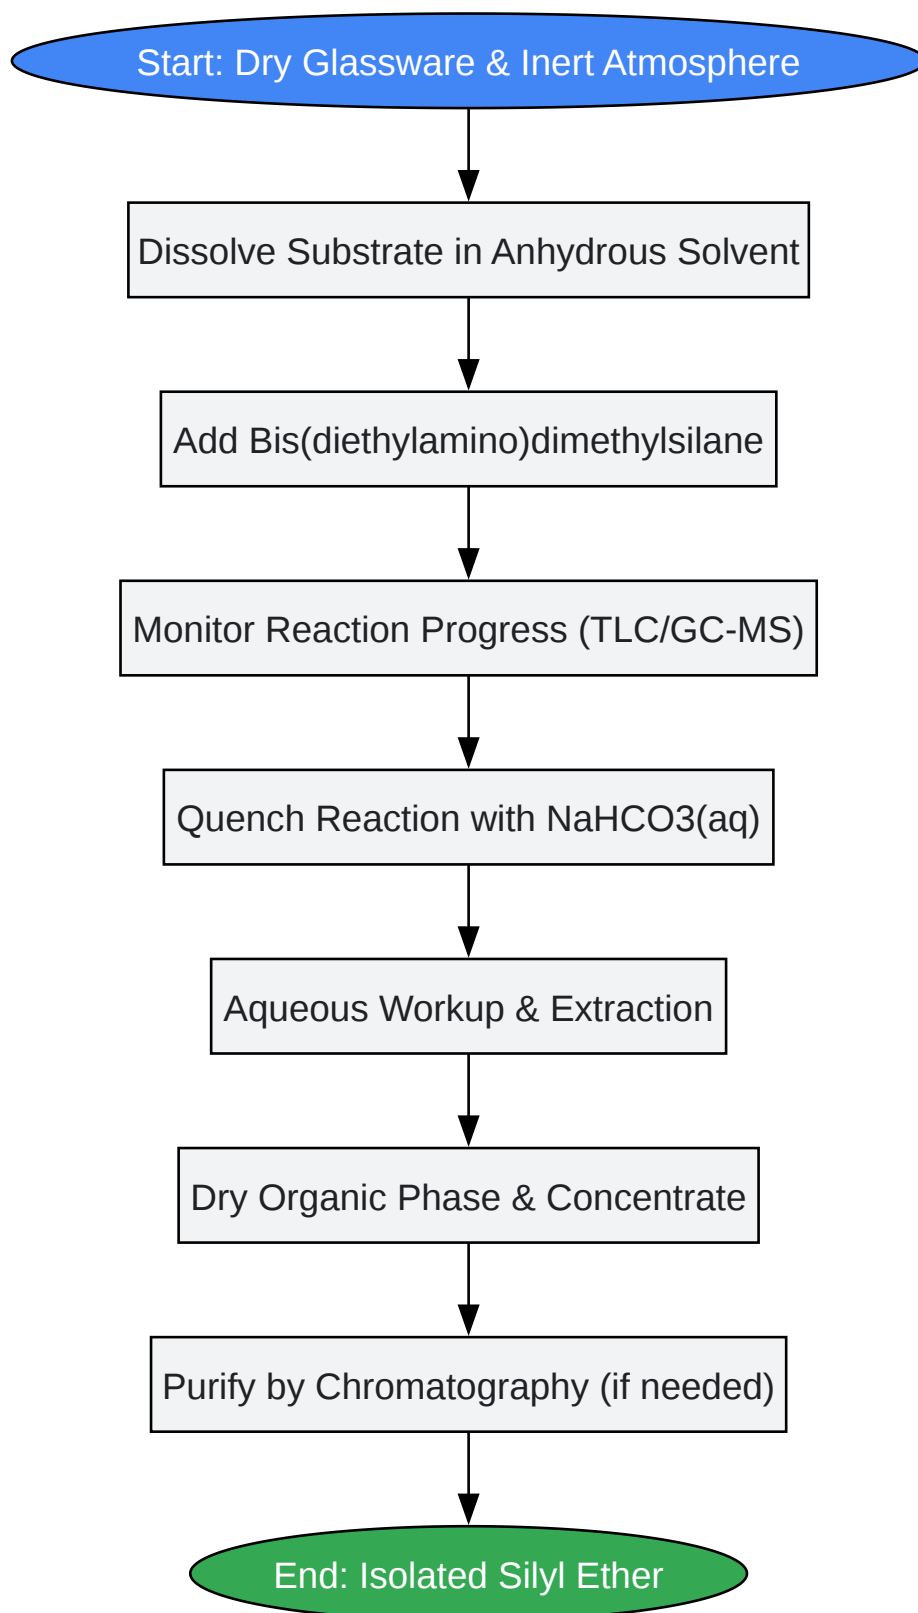 Start: Dry Glassware & Inert Atmosphere
Dissolve Substrate in Anhydrous Solvent
Add Bis(diethylamino)dimethylsilane
Monitor Reaction Progress (TLC/GC-MS)
Quench Reaction with NaHCO3(aq)
Aqueous Workup & Extraction
Dry Organic Phase & Concentrate
Purify by Chromatography (if needed)
End: Isolated Silyl Ether